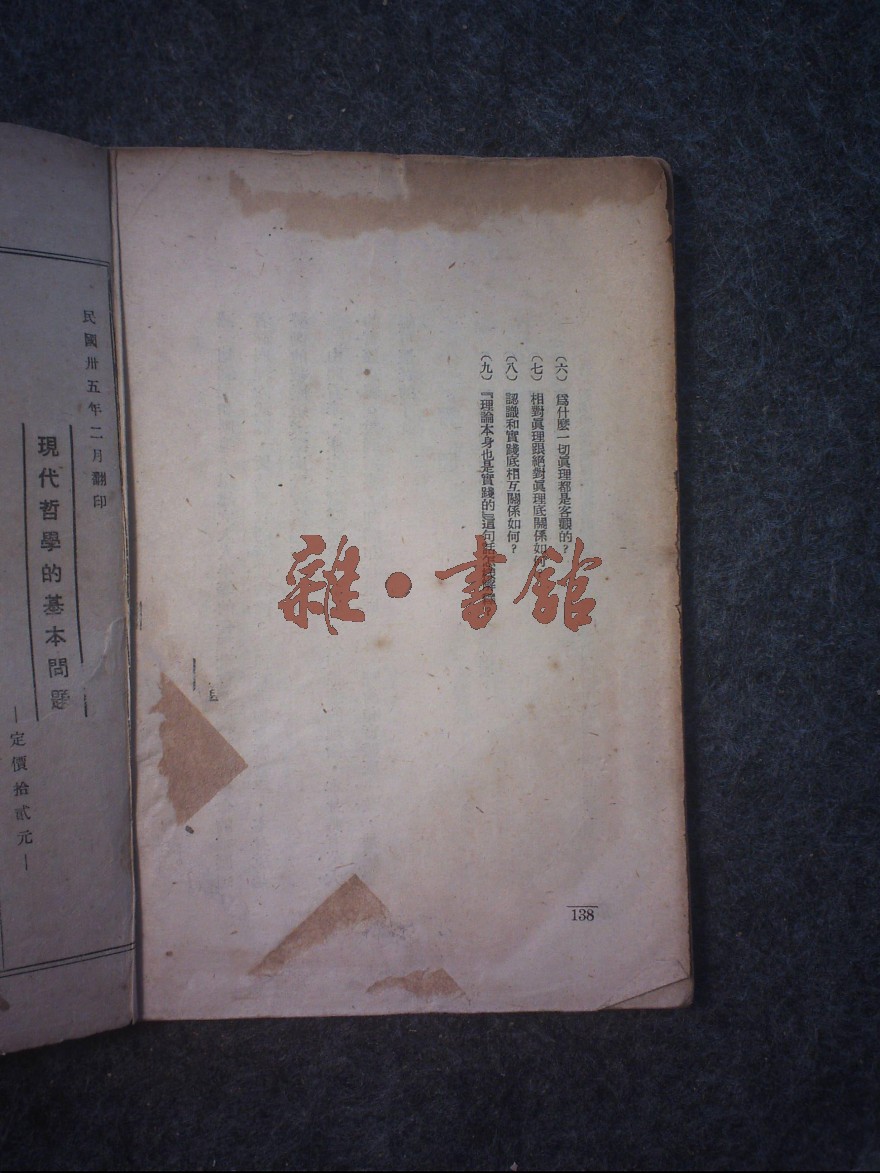 (六) 爲什麽一切眞理都是客觀的?
(七) 相對眞理跟絕對眞理底關係如何
(八) 認識和實踐底相互關係如何?
(九) 『理論本身也是實踐的』這句話
138
民國卅五年二月翻印
現代哲學的基本問題
—定價拾貳元—
雜·書館